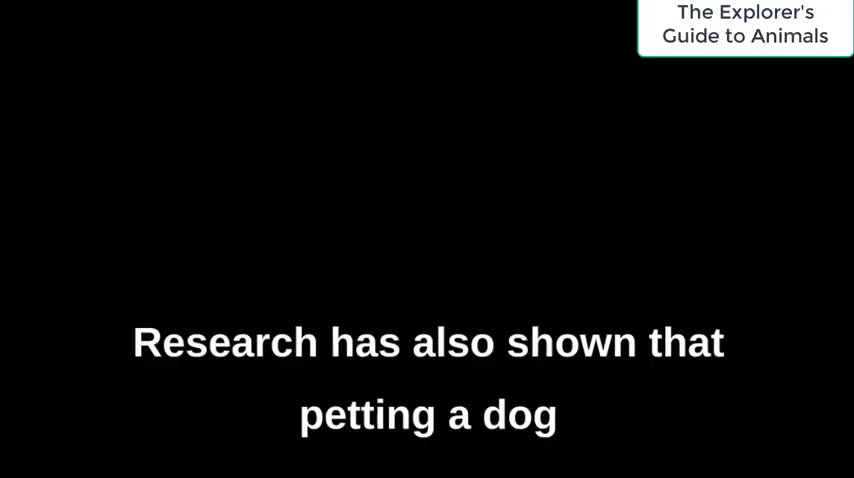 The Explorer's
Guide to Animals
Research has also shown that
petting a dog